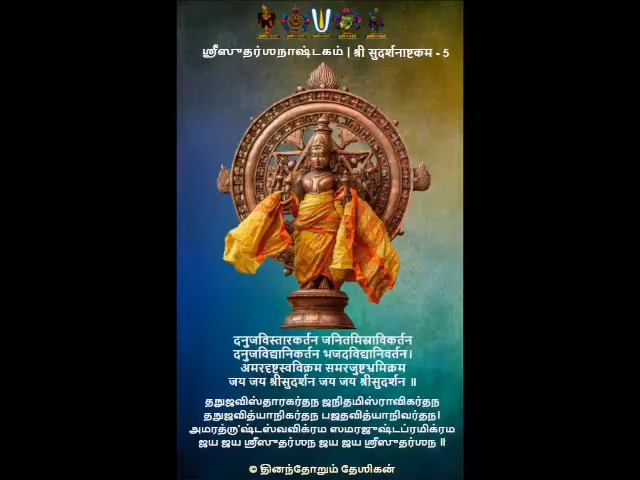 ஸ்ரீஸுதர்ஶநாஷ்டகம் | श्री सुदर्शनाष्टकम - 5
दनुजविस्तारकर्तन जनितमिस्राविकर्तन
दनुजविद्यानिकर्तन भजदविद्यानिवर्तन।
अमरदृष्टस्वविक्रम समरजुष्टभ्रमिक्रम
जय जय श्रीसुदर्शन जय जय श्रीसुदर्शन ॥
தநுஜவிஸ்தாரகர்தந ஜநிதமிஸ்ராவிகர்தந
தநுஜவித்யாநிகர்தந பஜதவித்யாநிவர்தந।
அமரத்ருʼஷ்டஸ்வவிக்ரம ஸமரஜுஷ்டப்ரமிக்ரம
ஜய ஜய ஸ்ரீஸுதர்ஶந ஜய ஜய ஸ்ரீஸுதர்ஶந ॥
© தினந்தோறும் தேஶிகன்